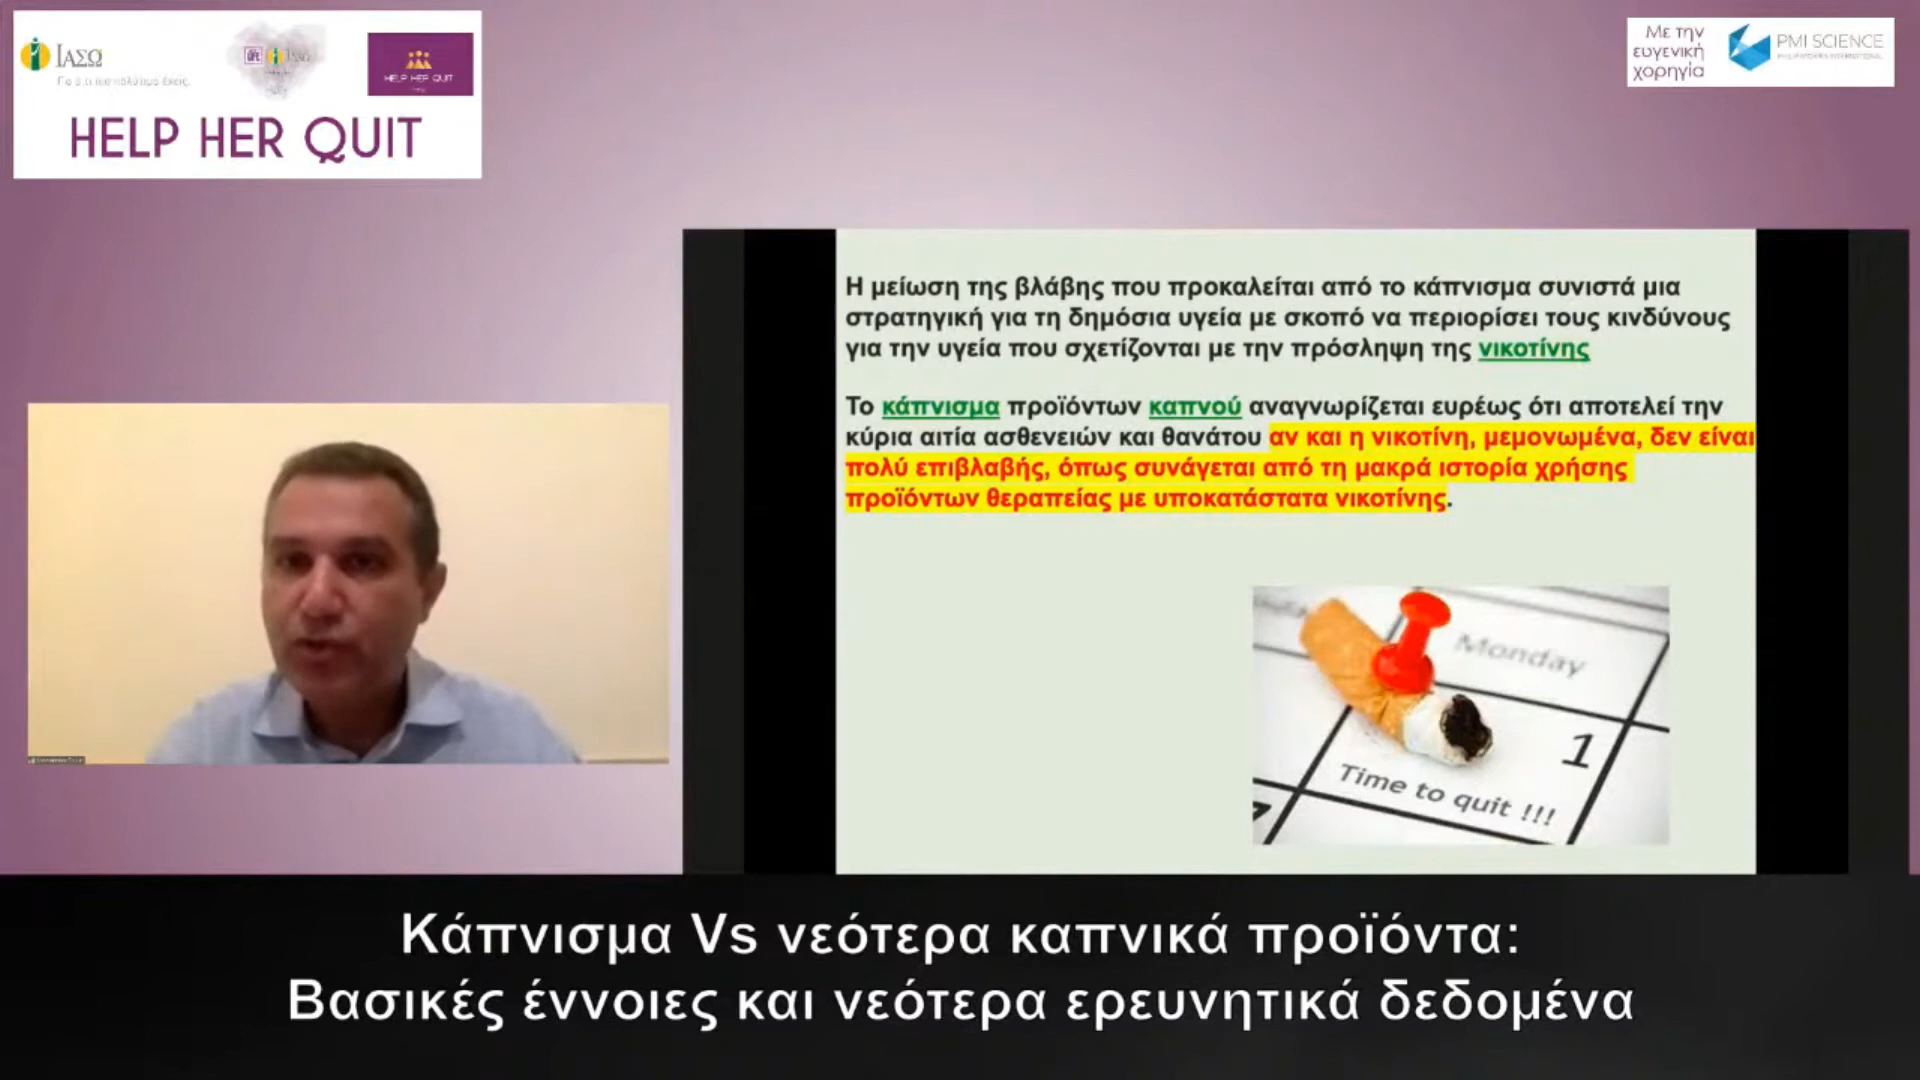 ΙΑΣΩ
HELP HER QUIT
HELP HER QUIT
Με την
ευγενική
χορηγία
PMI SCIENCE
PHILIP MORRIS INTERNATIONAL
Η μείωση της βλάβης που προκαλείται από το κάπνισμα συνιστά μια
στρατηγική για τη δημόσια υγεία με σκοπό να περιορίσει τους κινδύνους
για την υγεία που σχετίζονται με την πρόσληψη της νικοτίνης
Το κάπνισμα προϊόντων καπνού αναγνωρίζεται ευρέως ότι αποτελεί την
κύρια αιτία ασθενειών και θανάτου αν και η νικοτίνη, μεμονωμένα, δεν είναι
πολύ επιβλαβής, όπως συνάγεται από τη μακρά ιστορία χρήσης
προϊόντων θεραπείας με υποκατάστατα νικοτίνης.
Monday
1
Time to quit !!!
7
Κάπνισμα Vs νεότερα καπνικά προϊόντα:
Βασικές έννοιες και νεότερα ερευνητικά δεδομένα